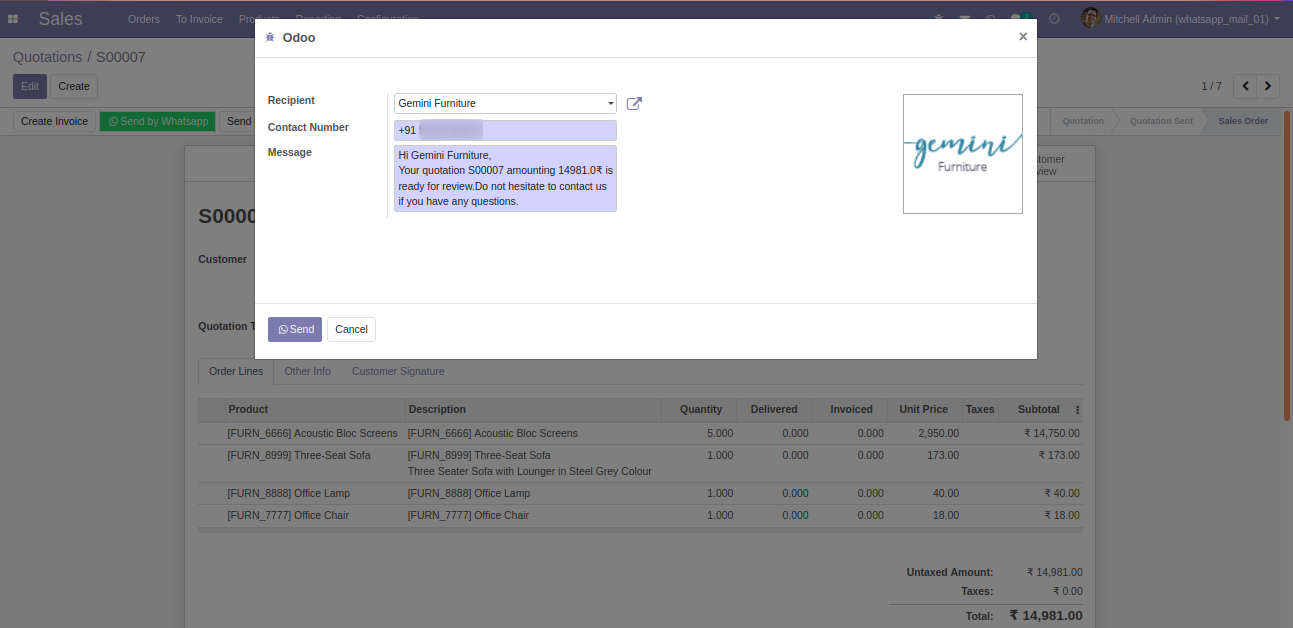 Sales
Orders
To Invoice
Products
Reporting
Configuration
7
Mitchell Admin (whatsapp_mail_01)
Quotations / S00007
Edit
Create
1 / 7
Create Invoice
Send by Whatsapp
Send
Quotation
Quotation Sent
Sales Order
Odoo
×
Recipient
Gemini Furniture
Contact Number
+91
Message
Hi Gemini Furniture,
Your quotation S00007 amounting 14981.0₹ is
ready for review.Do not hesitate to contact us
if you have any questions.
gemini
Furniture
Send
Cancel
Customer
Order Lines
Other Info
Customer Signature
Product Description Quantity Delivered Invoiced Unit Price Taxes Subtotal
[FURN_6666] Acoustic Bloc Screens [FURN_6666] Acoustic Bloc Screens 5.000 0.000 0.000 2,950.00 ₹ 14,750.00
[FURN_8999] Three-Seat Sofa [FURN_8999] Three-Seat Sofa 1.000 0.000 0.000 173.00 ₹ 173.00
Three Seater Sofa with Lounger in Steel Grey Colour
[FURN_8888] Office Lamp [FURN_8888] Office Lamp 1.000 0.000 0.000 40.00 ₹ 40.00
[FURN_7777] Office Chair [FURN_7777] Office Chair 1.000 0.000 0.000 18.00 ₹ 18.00
Untaxed Amount: ₹ 14,981.00
Taxes: ₹ 0.00
Total: ₹ 14,981.00